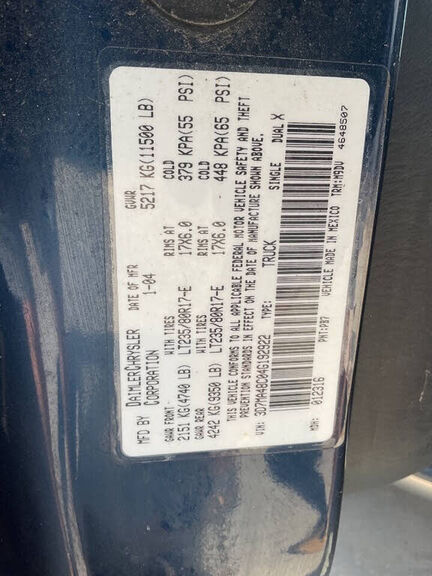 MFD BY DAIMLERCHRYSLER CORPORATION DATE OF MFR 1-04 GVWR 5217 KG(11500 LB)
GAWR FRONT WITH TIRES RIMS AT COLD
2151 KG(4740 LB) LT235/80R17-E 17X6.0 379 KPA(55 PSI)
GAWR REAR WITH TIRES RIMS AT COLD
4242 KG(9350 LB) LT235/80R17-E 17X6.0 448 KPA(65 PSI)
THIS VEHICLE CONFORMS TO ALL APPLICABLE FEDERAL MOTOR VEHICLE SAFETY AND THEFT
PREVENTION STANDARDS IN EFFECT ON THE DATE OF MANUFACTURE SHOWN ABOVE.
VIN: 3D7MA48C04G192922 TYPE: TRUCK SINGLE DUAL X
MDH: 012316 PNT:PB7 VEHICLE MADE IN MEXICO TRM:M9DV 4648507